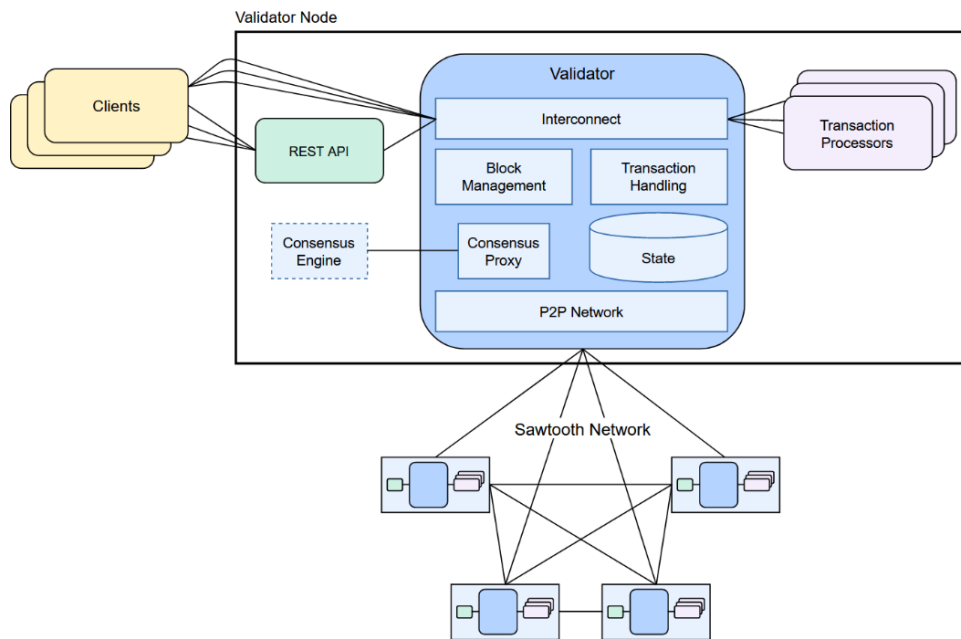 Validator Node
Validator
Clients
Interconnect
Transaction
Processors
REST API
Block
Management
Transaction
Handling
Consensus
Engine
Consensus
Proxy
State
P2P Network
Sawtooth Network